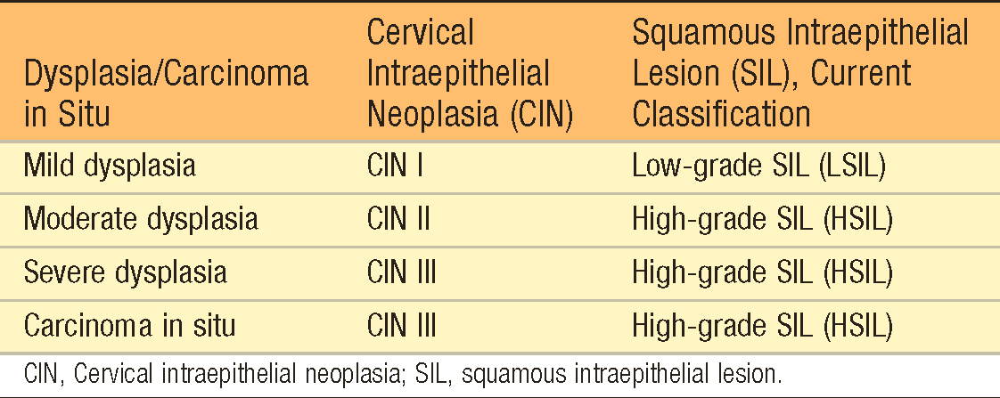 Dysplasia/Carcinoma
in Situ
Cervical
Intraepithelial
Neoplasia (CIN)
Squamous Intraepithelial
Lesion (SIL), Current
Classification
Mild dysplasia CIN I Low-grade SIL (LSIL)
Moderate dysplasia CIN II High-grade SIL (HSIL)
Severe dysplasia CIN III High-grade SIL (HSIL)
Carcinoma in situ CIN III High-grade SIL (HSIL)
CIN, Cervical intraepithelial neoplasia; SIL, squamous intraepithelial lesion.